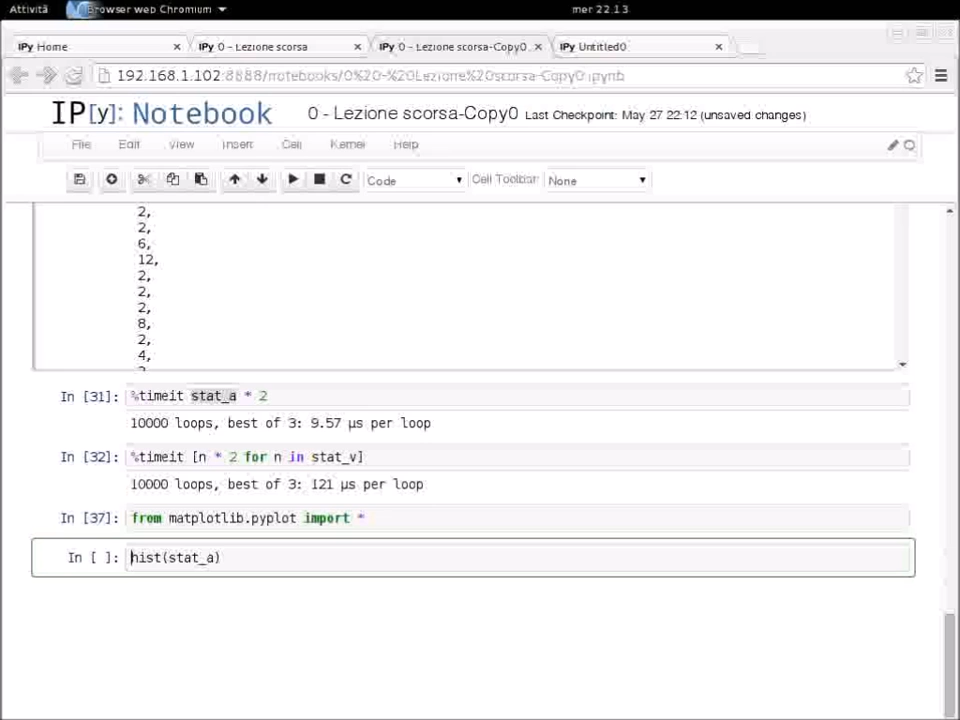 Attività Browser web Chromium mer 22.13
IPy Home IPy 0 - Lezione scorsa IPy 0 - Lezione scorsa-Copy0 IPy Untitled0
192.168.1.102:8888/notebooks/0%20-%20Lezione%20scorsa-Copy0.ipynb
IP[y]: Notebook 0 - Lezione scorsa-Copy0 Last Checkpoint: May 27 22:12 (unsaved changes)
File Edit View Insert Cell Kernel Help
Code Cell Toolbar: None
2,
2,
6,
12,
2,
2,
2,
8,
2,
4,
In [31]: %timeit stat_a * 2
10000 loops, best of 3: 9.57 µs per loop
In [32]: %timeit [n * 2 for n in stat_v]
10000 loops, best of 3: 121 µs per loop
In [37]: from matplotlib.pyplot import *
In [ ]: hist(stat_a)